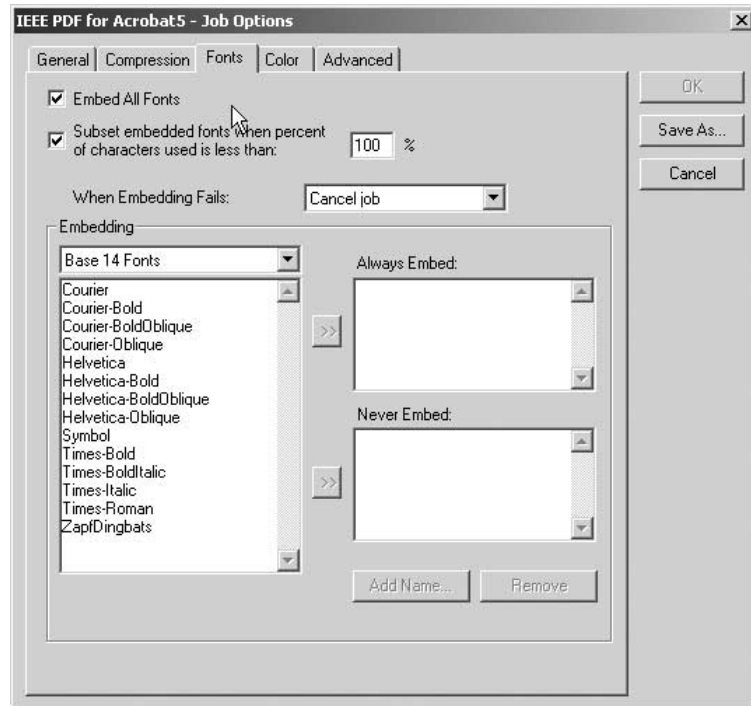 IEEE PDF for Acrobat5 - Job Options
General Compression Fonts Color Advanced
Embed All Fonts
Subset embedded fonts when percent
of characters used is less than:
100 %
When Embedding Fails:
Cancel job
Embedding
Base 14 Fonts
Courier
Courier-Bold
Courier-BoldOblique
Courier-Oblique
Helvetica
Helvetica-Bold
Helvetica-BoldOblique
Helvetica-Oblique
Symbol
Times-Bold
Times-BoldItalic
Times-Italic
Times-Roman
ZapfDingbats
>>
>>
Always Embed:
Never Embed:
Add Name...
Remove
OK
Save As...
Cancel